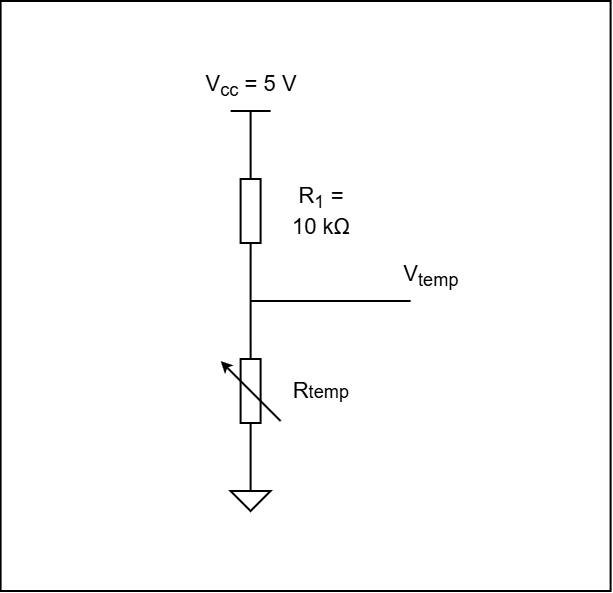 Vcc = 5 V
R1 =
10 kΩ
Vtemp
Rtemp